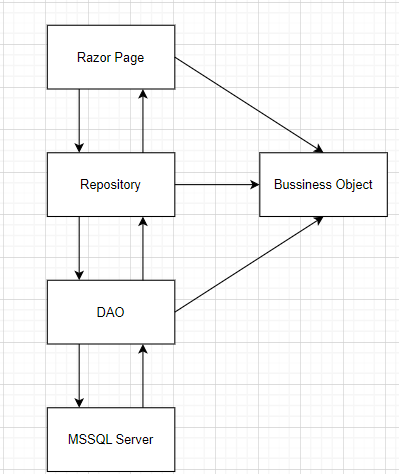 Razor Page
Repository
Bussiness Object
DAO
MSSQL Server